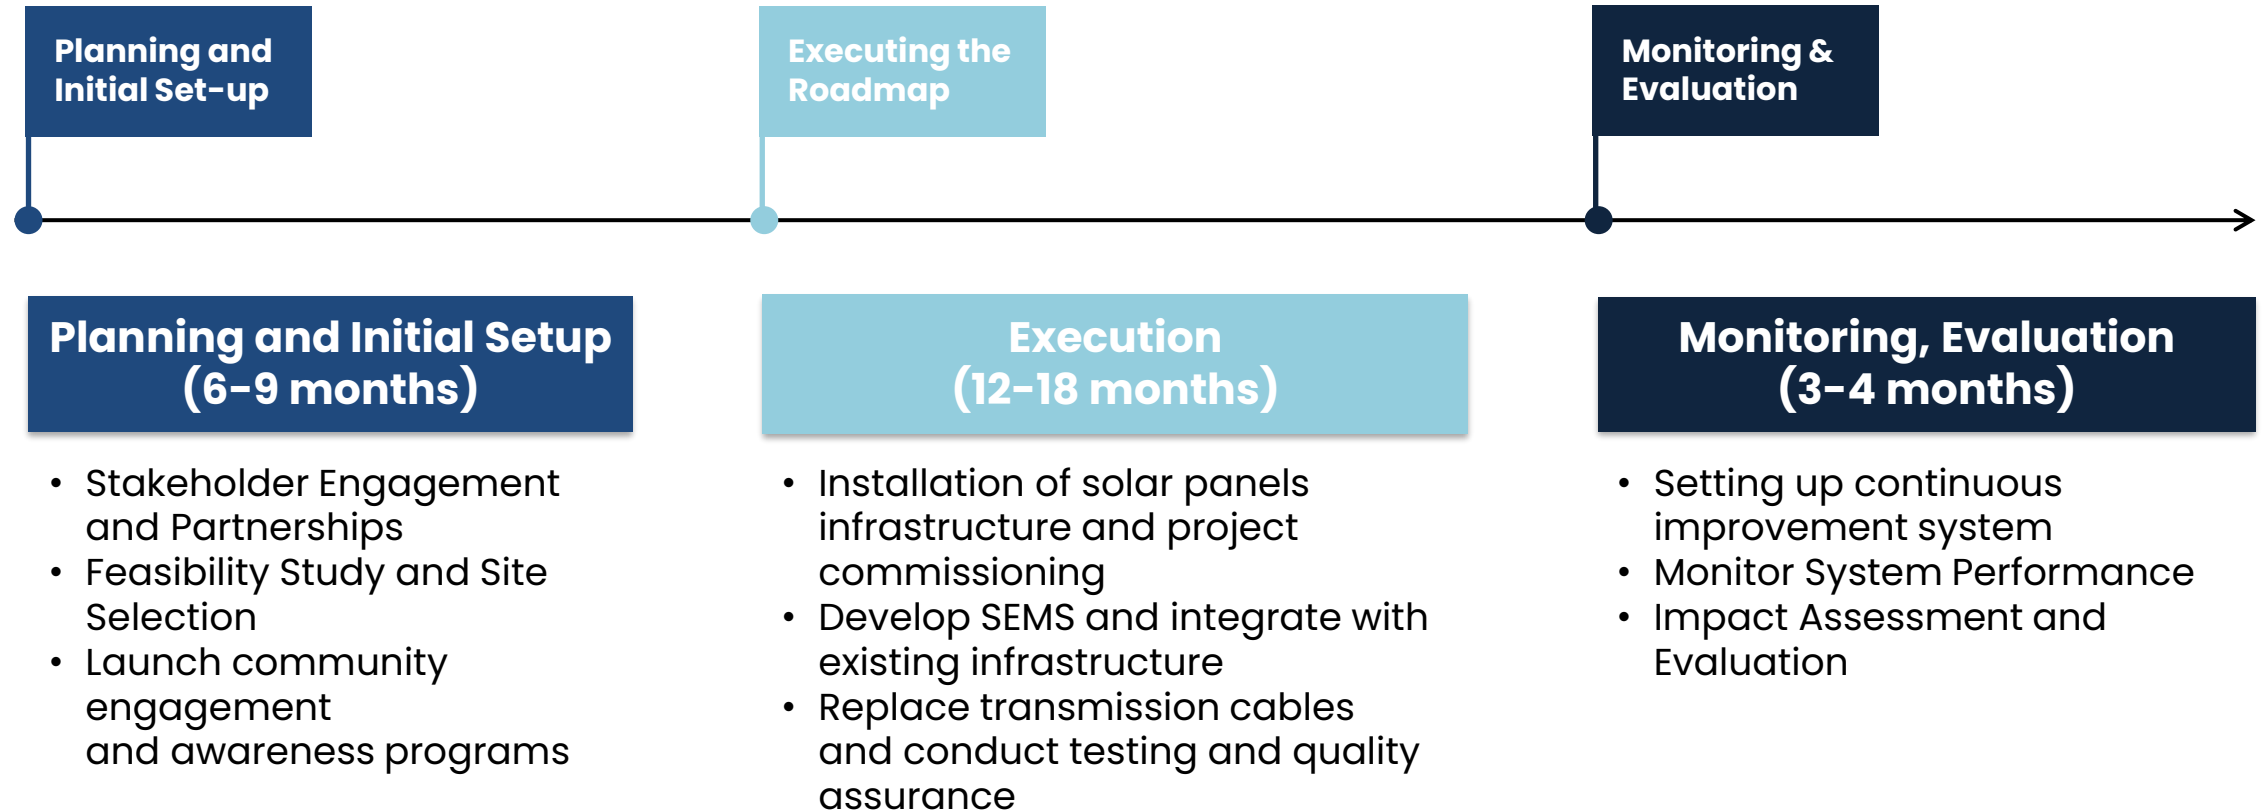 Planning and
Initial Set-up
Executing the
Roadmap
Monitoring &
Evaluation
Planning and Initial Setup
(6-9 months)
• Stakeholder Engagement
and Partnerships
• Feasibility Study and Site
Selection
• Launch community
engagement
and awareness programs
Execution
(12-18 months)
• Installation of solar panels
infrastructure and project
commissioning
• Develop SEMS and integrate with
existing infrastructure
• Replace transmission cables
and conduct testing and quality
assurance
Monitoring, Evaluation
(3-4 months)
• Setting up continuous
improvement system
• Monitor System Performance
• Impact Assessment and
Evaluation